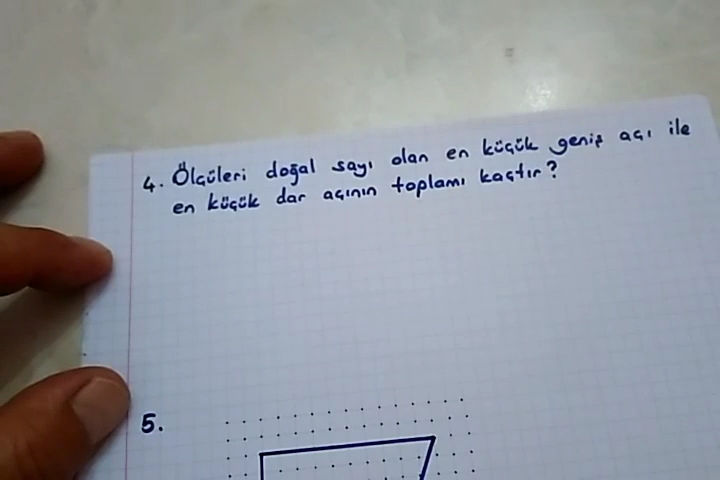 4. Ölçüleri doğal sayı olan en küçük geniş açı ile
en küçük dar açının toplamı kaçtır?
5.